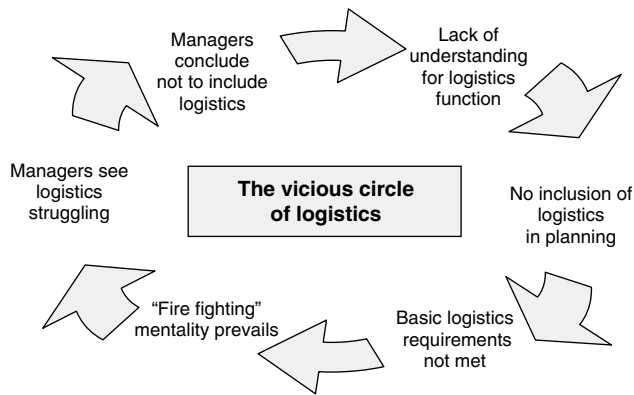 Managers
conclude
not to include
logistics
Lack of
understanding
for logistics
function
Managers see
logistics
struggling
The vicious circle
of logistics
No inclusion of
logistics
in planning
“Fire fighting”
mentality prevails
Basic logistics
requirements
not met